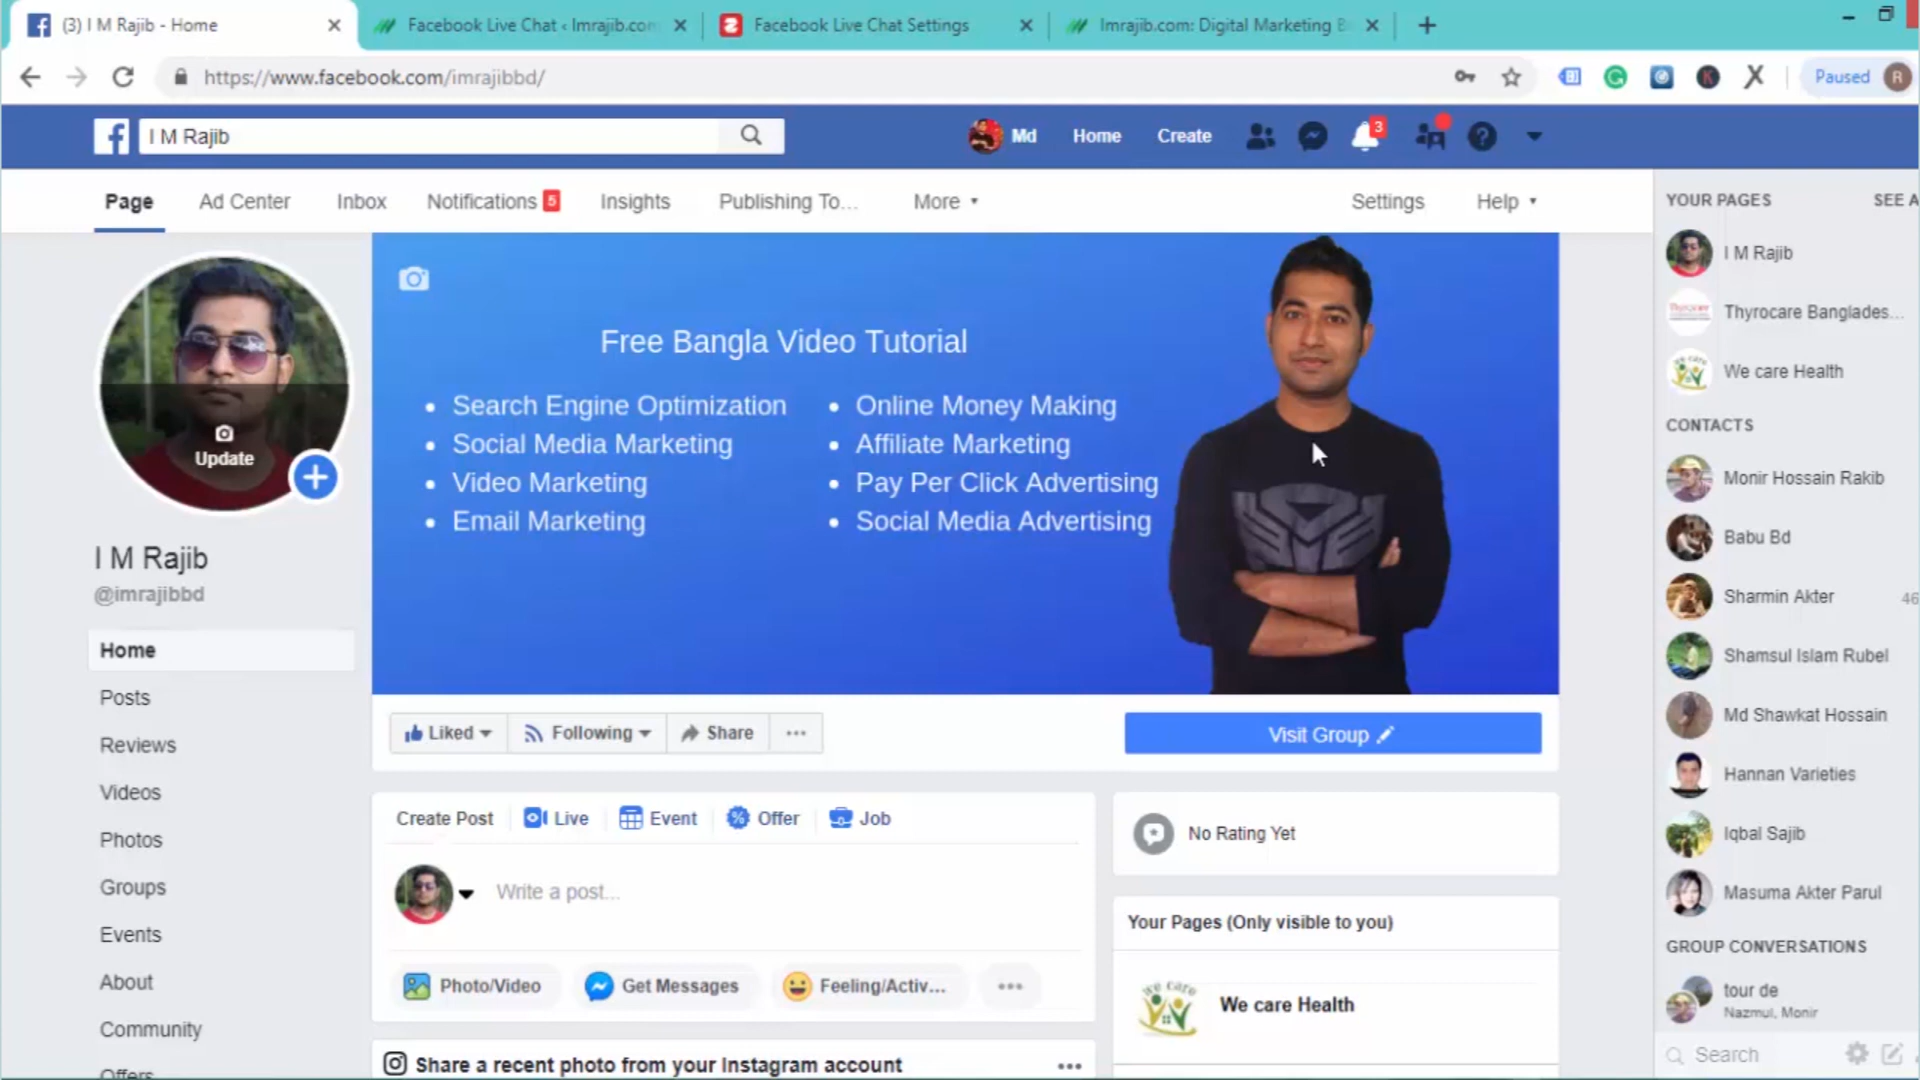 (3) I M Rajib - Home
Facebook Live Chat ‹ Imrajib.com
Facebook Live Chat Settings
Imrajib.com: Digital Marketing B
https://www.facebook.com/imrajibbd/
Paused R
I M Rajib
Md Home Create 3
Page Ad Center Inbox Notifications 5 Insights Publishing To... More Settings Help
Free Bangla Video Tutorial
• Search Engine Optimization
• Social Media Marketing
• Video Marketing
• Email Marketing
• Online Money Making
• Affiliate Marketing
• Pay Per Click Advertising
• Social Media Advertising
Update
I M Rajib
@imrajibbd
Home
Posts
Reviews
Videos
Photos
Groups
Events
About
Community
Offers
Liked Following Share ...
Visit Group
Create Post Live Event Offer Job
Write a post...
Photo/Video Get Messages Feeling/Activ... ...
Share a recent photo from your Instagram account ...
No Rating Yet
Your Pages (Only visible to you)
we care
We care Health
YOUR PAGES SEE A
I M Rajib
Thyrocare Banglades...
We care Health
CONTACTS
Monir Hossain Rakib
Babu Bd
Sharmin Akter 46
Shamsul Islam Rubel
Md Shawkat Hossain
Hannan Varieties
Iqbal Sajib
Masuma Akter Parul
GROUP CONVERSATIONS
tour de
Nazmul, Monir
Search